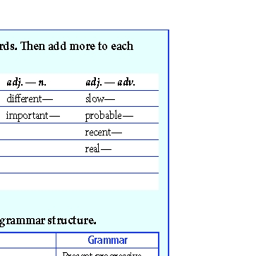 rds. Then add more to each
adj. — n. adj. — adv.
different— slow—
important— probable—
recent—
real—
grammar structure.
Grammar
Present progressive